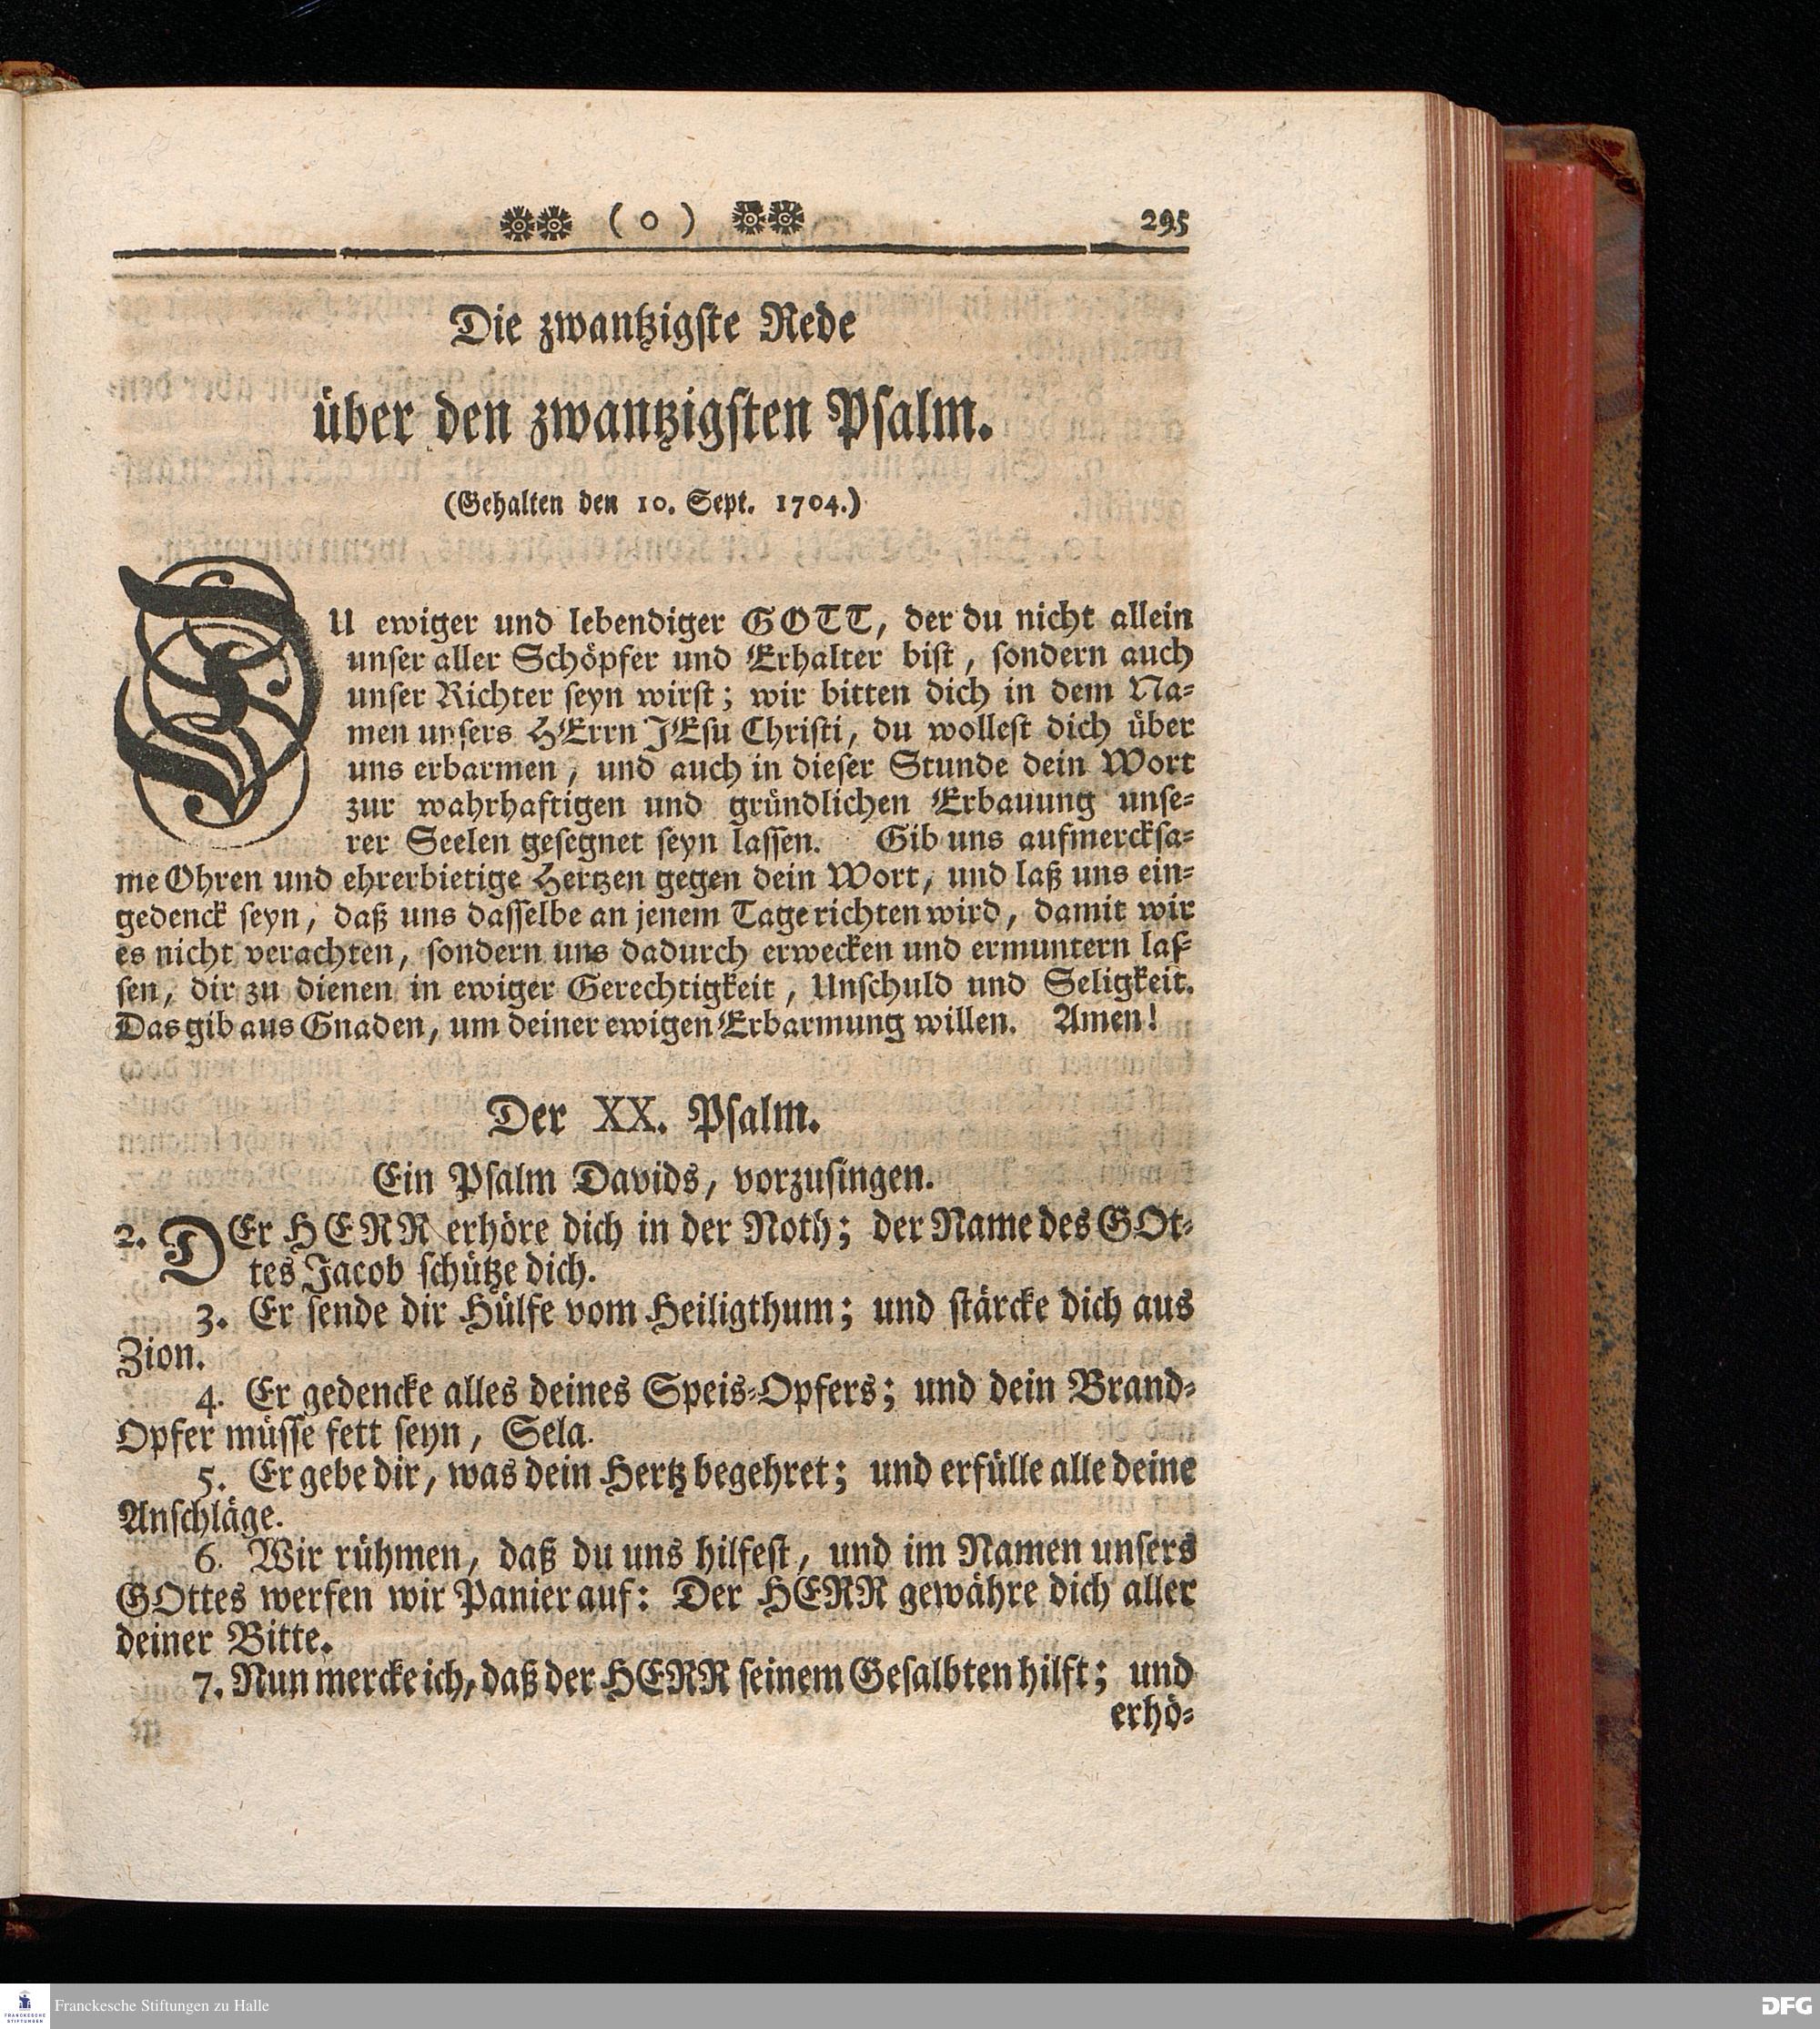 ( o ) 295
Die zwantzigste Rede
über den zwantzigsten Psalm.
(Gehalten den 10. Sept. 1704.)
DU ewiger und lebendiger GOTT, der du nicht allein
unser aller Schöpfer und Erhalter bist, sondern auch
unser Richter seyn wirst; wir bitten dich in dem Na-
men unsers HErrn JEsu Christi, du wollest dich über
uns erbarmen, und auch in dieser Stunde dein Wort
zur wahrhaftigen und gründlichen Erbauung unse-
rer Seelen gesegnet seyn lassen. Gib uns aufmercksa-
me Ohren und ehrerbietige Hertzen gegen dein Wort, und laß uns ein-
gedenck seyn, daß uns dasselbe an jenem Tage richten wird, damit wir
es nicht verachten, sondern uns dadurch erwecken und ermuntern las-
sen, dir zu dienen in ewiger Gerechtigkeit, Unschuld und Seligkeit.
Das gib aus Gnaden, um deiner ewigen Erbarmung willen. Amen!
Der XX. Psalm.
Ein Psalm Davids, vorzusingen.
2. DEr HERR erhöre dich in der Noth; der Name des GOt-
tes Jacob schütze dich.
3. Er sende dir Hülfe vom Heiligthum; und stärcke dich aus
Zion.
4. Er gedencke alles deines Speis-Opfers; und dein Brand-
Opfer müsse fett seyn, Sela.
5. Er gebe dir, was dein Hertz begehret; und erfülle alle deine
Anschläge.
6. Wir rühmen, daß du uns hilfest, und im Namen unsers
GOttes werfen wir Panier auf: Der HERR gewähre dich aller
deiner Bitte.
7. Nun mercke ich, daß der HERR seinem Gesalbten hilft; und
erhö-
FRANCKESCHE
STIFTUNGEN
Franckesche Stiftungen zu Halle
DFG